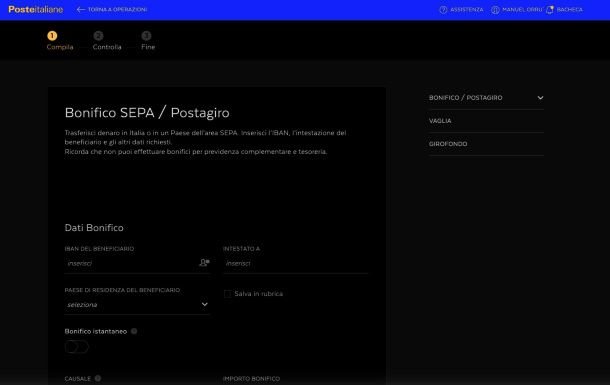 Posteitaliane
TORNA A OPERAZIONI
ASSISTENZA
MANUEL ORRU'
BACHECA
1
2
3
Compila
Controlla
Fine
Bonifico SEPA / Postagiro
Trasferisci denaro in Italia o in un Paese dell'area SEPA. Inserisci l'IBAN, l'intestazione del
beneficiario e gli altri dati richiesti.
Ricorda che non puoi effettuare bonifici per previdenza complementare e tesoreria.
BONIFICO / POSTAGIRO
VAGLIA
GIROFONDO
Dati Bonifico
IBAN DEL BENEFICIARIO
INTESTATO A
inserisci
inserisci
PAESE DI RESIDENZA DEL BENEFICIARIO
seleziona
Salva in rubrica
Bonifico istantaneo
CAUSALE
IMPORTO BONIFICO